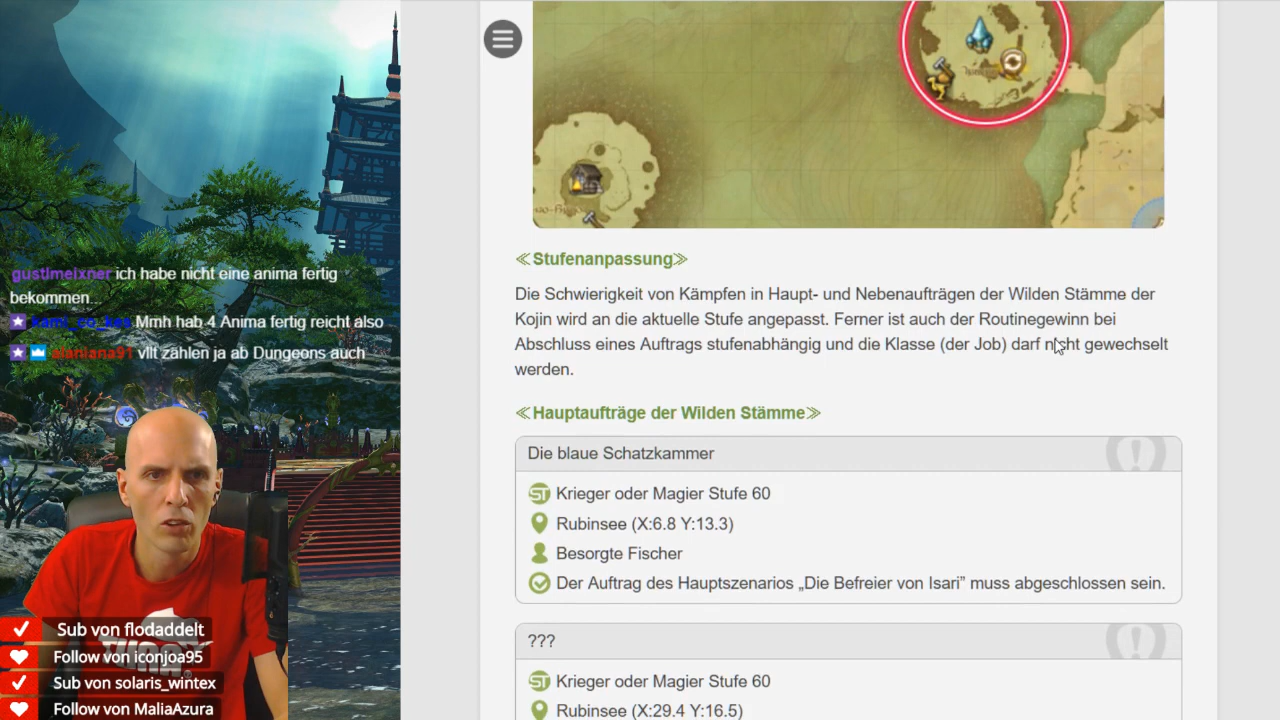 gustlmeixner ich habe nicht eine anima fertig
bekommen...
Mmh hab 4 Anima fertig reicht also
alaniana91 vllt zählen ja ab Dungeons auch
Sub von flodaddelt
Follow von iconjoa95
Sub von solaris_wintex
Follow von MaliaAzura
≪Stufenanpassung≫
Die Schwierigkeit von Kämpfen in Haupt- und Nebenaufträgen der Wilden Stämme der
Kojin wird an die aktuelle Stufe angepasst. Ferner ist auch der Routinegewinn bei
Abschluss eines Auftrags stufenabhängig und die Klasse (der Job) darf nicht gewechselt
werden.
≪Hauptaufträge der Wilden Stämme≫
Die blaue Schatzkammer
ST Krieger oder Magier Stufe 60
Rubinsee (X:6.8 Y:13.3)
Besorgte Fischer
Der Auftrag des Hauptszenarios „Die Befreier von Isari” muss abgeschlossen sein.
???
ST Krieger oder Magier Stufe 60
Rubinsee (X:29.4 Y:16.5)